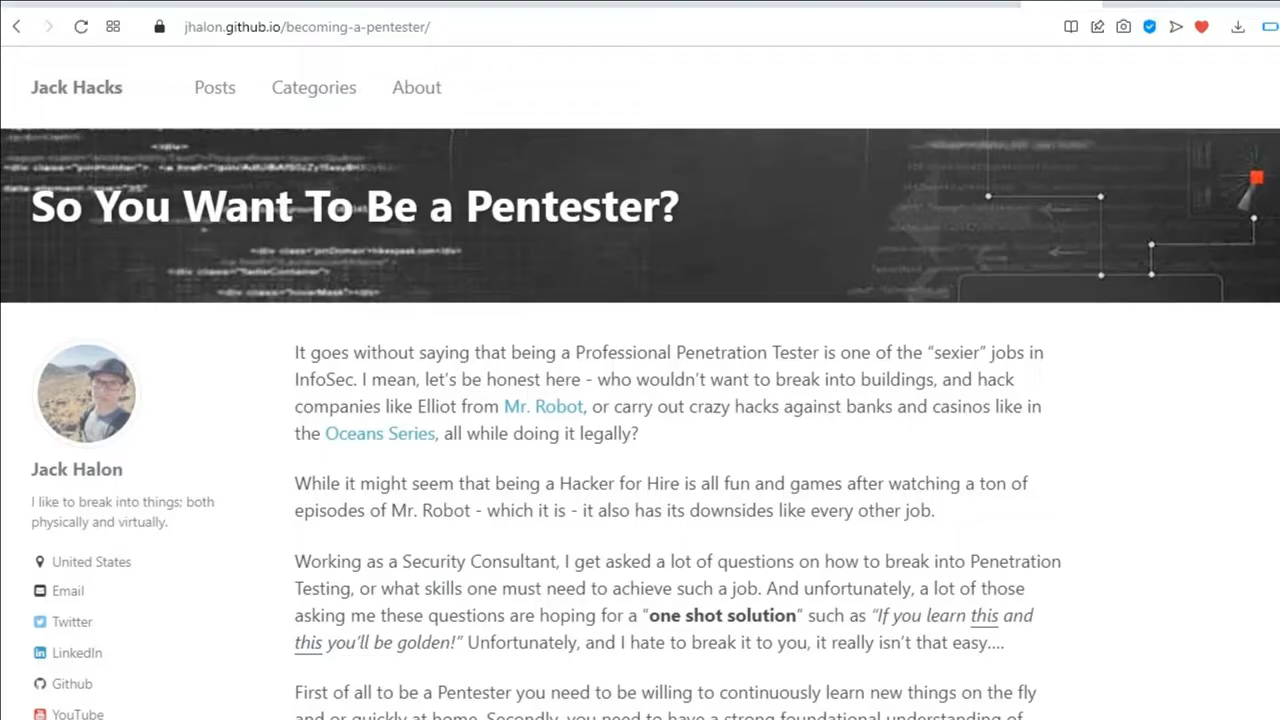 jhalon.github.io/becoming-a-pentester/
Jack Hacks
Posts
Categories
About
So You Want To Be a Pentester?
Jack Halon
I like to break into things; both
physically and virtually.
United States
Email
Twitter
LinkedIn
Github
YouTube
It goes without saying that being a Professional Penetration Tester is one of the “sexier” jobs in
InfoSec. I mean, let’s be honest here - who wouldn’t want to break into buildings, and hack
companies like Elliot from Mr. Robot, or carry out crazy hacks against banks and casinos like in
the Oceans Series, all while doing it legally?
While it might seem that being a Hacker for Hire is all fun and games after watching a ton of
episodes of Mr. Robot - which it is - it also has its downsides like every other job.
Working as a Security Consultant, I get asked a lot of questions on how to break into Penetration
Testing, or what skills one must need to achieve such a job. And unfortunately, a lot of those
asking me these questions are hoping for a “one shot solution” such as “If you learn this and
this you’ll be golden!” Unfortunately, and I hate to break it to you, it really isn’t that easy....
First of all to be a Pentester you need to be willing to continuously learn new things on the fly
and or quickly at home. Secondly, you need to have a strong foundational understanding of